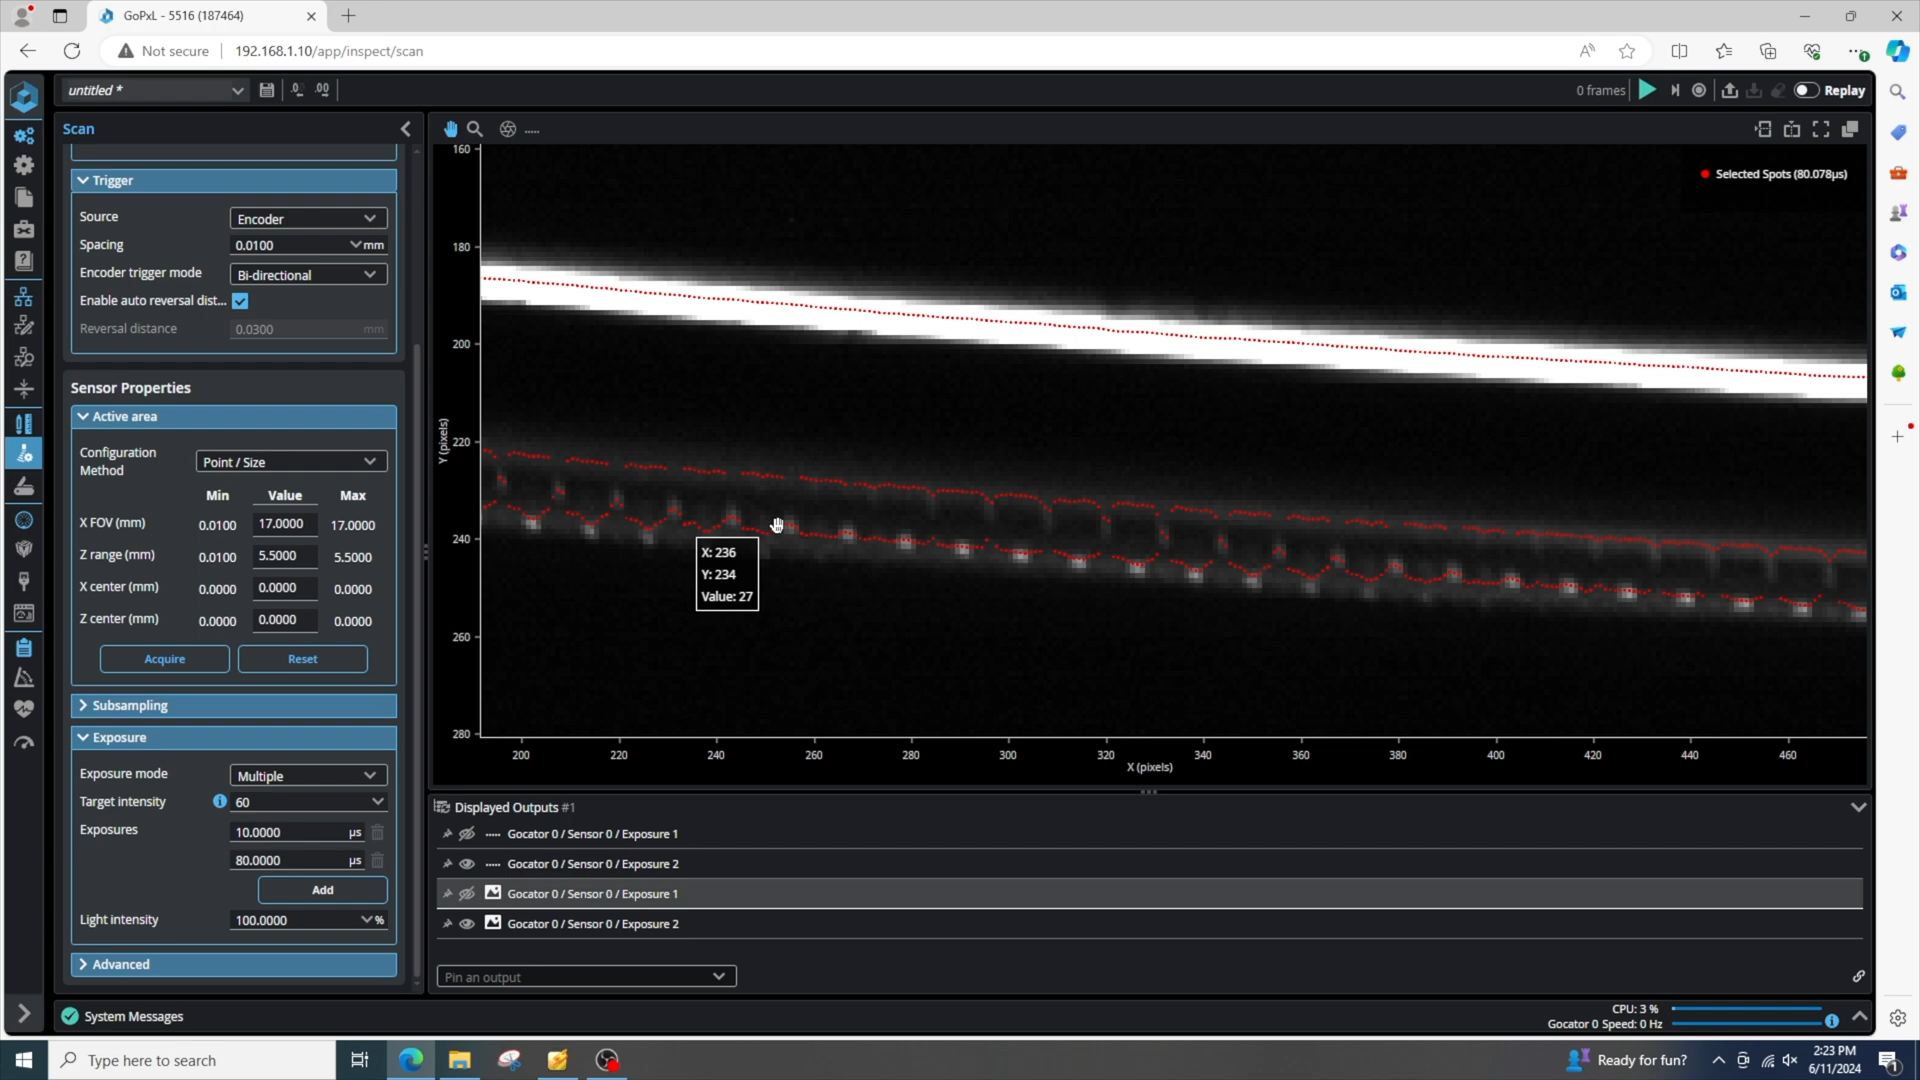 GoPxL - 5516 (187464)
Not secure
192.168.1.10/app/inspect/scan
untitled *
0 frames
Replay
Scan
Trigger
Source
Encoder
Spacing
0.0100
mm
Encoder trigger mode
Bi-directional
Enable auto reversal dist...
Reversal distance
0.0300
mm
Sensor Properties
Active area
Configuration
Method
Point / Size
Min
Value
Max
X FOV (mm)
0.0100
17.0000
17.0000
Z range (mm)
0.0100
5.5000
5.5000
X center (mm)
0.0000
0.0000
0.0000
Z center (mm)
0.0000
0.0000
0.0000
Acquire
Reset
Subsampling
Exposure
Exposure mode
Multiple
Target intensity
60
Exposures
10.0000
µs
80.0000
µs
Add
Light intensity
100.0000
%
Advanced
Selected Spots (80.078µs)
160
180
200
220
240
260
280
Y (pixels)
X: 236
Y: 234
Value: 27
200
220
240
260
280
300
320
340
360
380
400
420
440
460
X (pixels)
Displayed Outputs #1
Gocator 0 / Sensor 0 / Exposure 1
Gocator 0 / Sensor 0 / Exposure 2
Gocator 0 / Sensor 0 / Exposure 1
Gocator 0 / Sensor 0 / Exposure 2
Pin an output
System Messages
CPU: 3 %
Gocator 0 Speed: 0 Hz
Type here to search
Ready for fun?
2:23 PM
6/11/2024